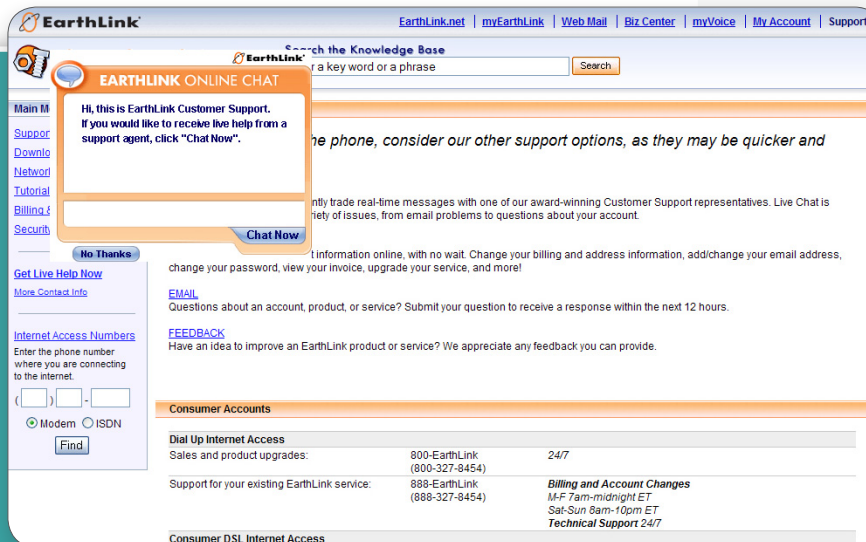 EarthLink
EarthLink.net | myEarthLink | Web Mail | Biz Center | myVoice | My Account | Support
Search the Knowledge Base
r a key word or a phrase
Search
EarthLink
EARTHLINK ONLINE CHAT
Hi, this is EarthLink Customer Support.
If you would like to receive live help from a
support agent, click "Chat Now".
Chat Now
No Thanks
Main M
Suppor
Downlo
Networ
Tutorial
Billing &
Security
Get Live Help Now
More Contact Info
Internet Access Numbers
Enter the phone number
where you are connecting
to the internet.
( ) -
Modem ISDN
Find
he phone, consider our other support options, as they may be quicker and
ntly trade real-time messages with one of our award-winning Customer Support representatives. Live Chat is
riety of issues, from email problems to questions about your account.
t information online, with no wait. Change your billing and address information, add/change your email address,
change your password, view your invoice, upgrade your service, and more!
EMAIL
Questions about an account, product, or service? Submit your question to receive a response within the next 12 hours.
FEEDBACK
Have an idea to improve an EarthLink product or service? We appreciate any feedback you can provide.
Consumer Accounts
Dial Up Internet Access
Sales and product upgrades: 800-EarthLink 24/7
(800-327-8454)
Support for your existing EarthLink service: 888-EarthLink Billing and Account Changes
(888-327-8454) M-F 7am-midnight ET
Sat-Sun 8am-10pm ET
Technical Support 24/7
Consumer DSL Internet Access